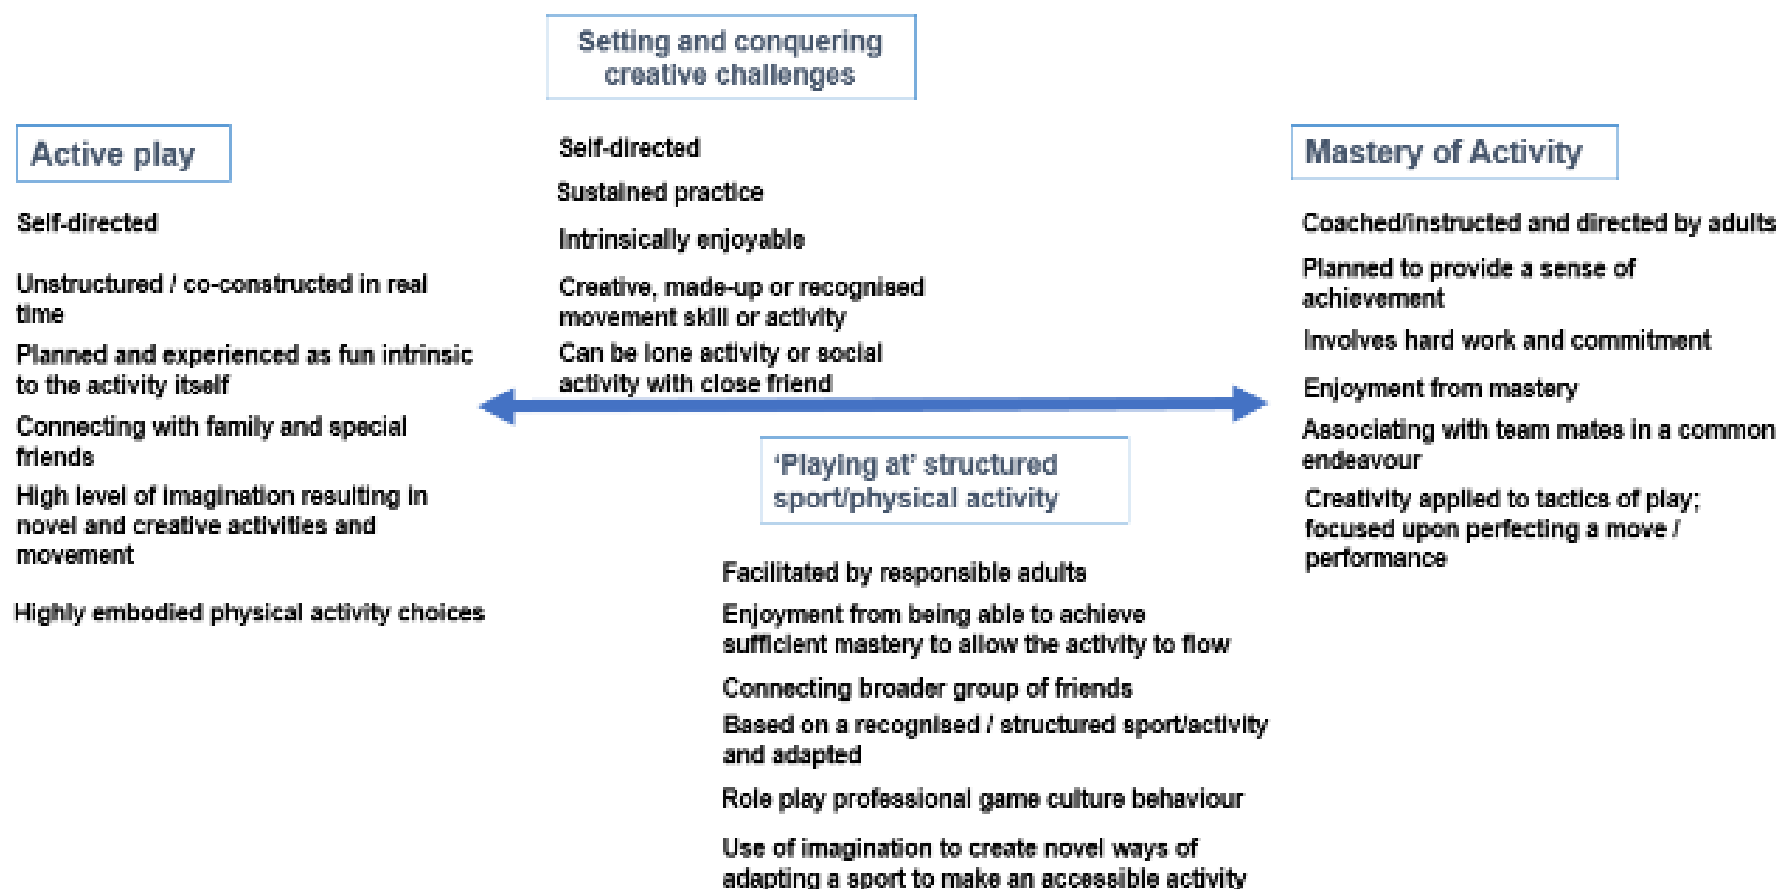 Setting and conquering
creative challenges
Self-directed
Sustained practice
Intrinsically enjoyable
Creative, made-up or recognised
movement skill or activity
Can be lone activity or social
activity with close friend
Active play
Self-directed
Unstructured / co-constructed in real
time
Planned and experienced as fun intrinsic
to the activity itself
Connecting with family and special
friends
High level of imagination resulting in
novel and creative activities and
movement
Highly embodied physical activity choices
Mastery of Activity
Coached/instructed and directed by adults
Planned to provide a sense of
achievement
Involves hard work and commitment
Enjoyment from mastery
Associating with team mates in a common
endeavour
Creativity applied to tactics of play;
focused upon perfecting a move /
performance
‘Playing at’ structured
sport/physical activity
Facilitated by responsible adults
Enjoyment from being able to achieve
sufficient mastery to allow the activity to flow
Connecting broader group of friends
Based on a recognised / structured sport/activity
and adapted
Role play professional game culture behaviour
Use of imagination to create novel ways of
adapting a sport to make an accessible activity